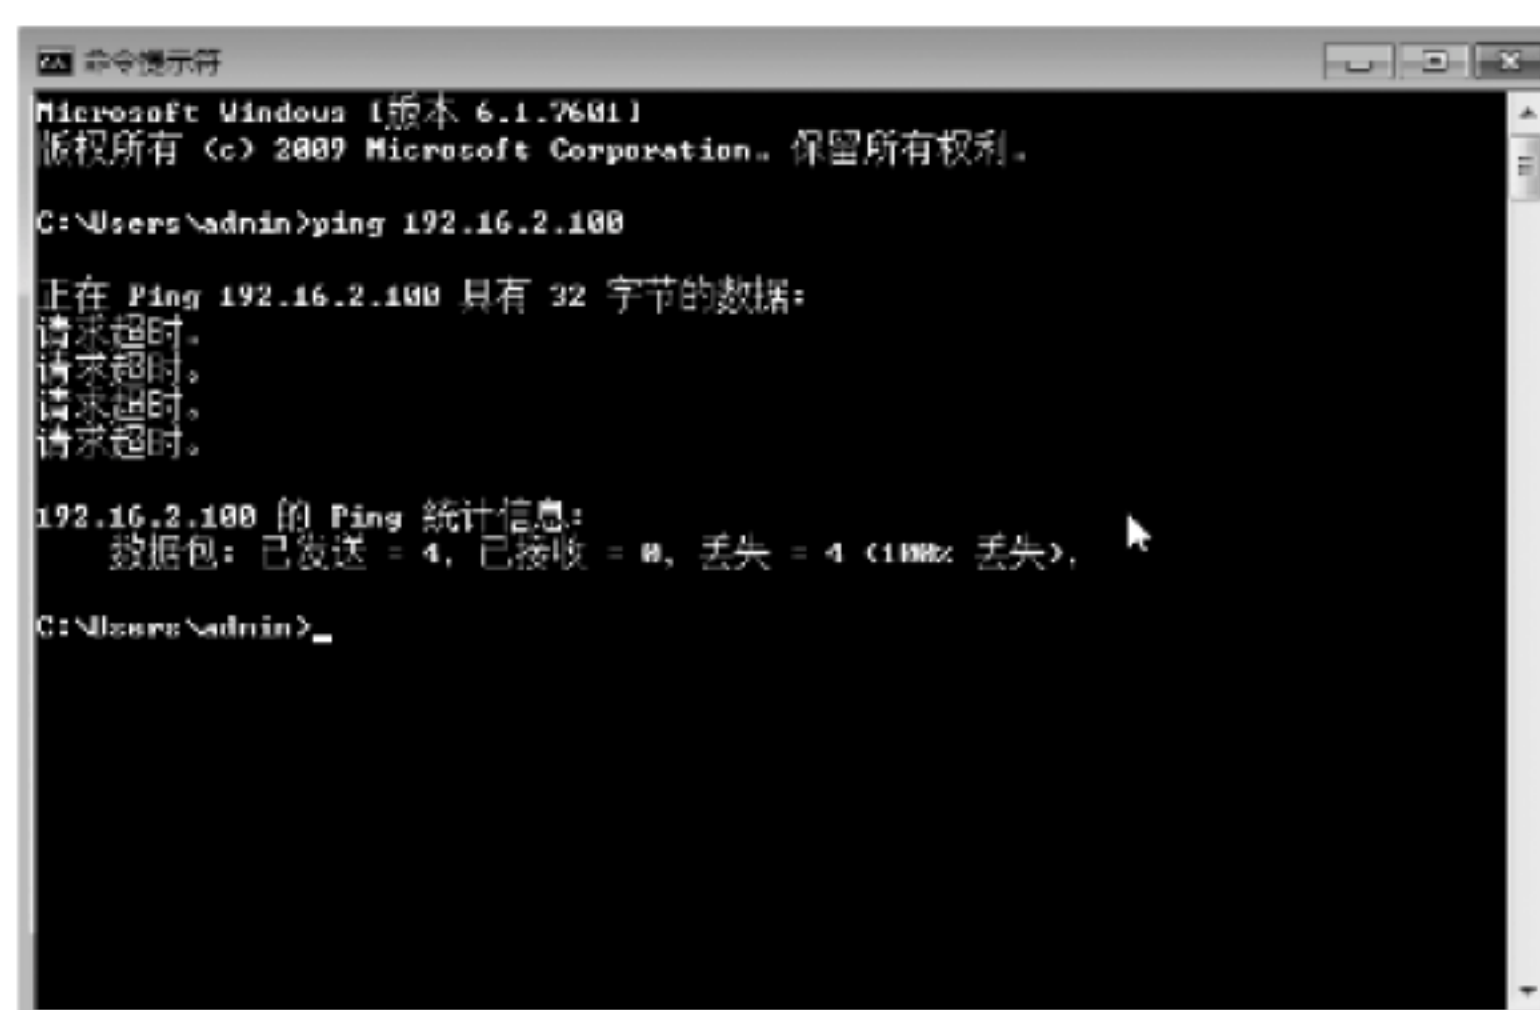 命令提示符
Microsoft Windows [版本 6.1.7601]
版权所有 (c) 2009 Microsoft Corporation。保留所有权利。
C:\Users\admin>ping 192.16.2.100
正在 Ping 192.16.2.100 具有 32 字节的数据:
请求超时。
请求超时。
请求超时。
请求超时。
192.16.2.100 的 Ping 统计信息:
数据包: 已发送 = 4，已接收 = 0，丢失 = 4 (100% 丢失)，
C:\Users\admin>_